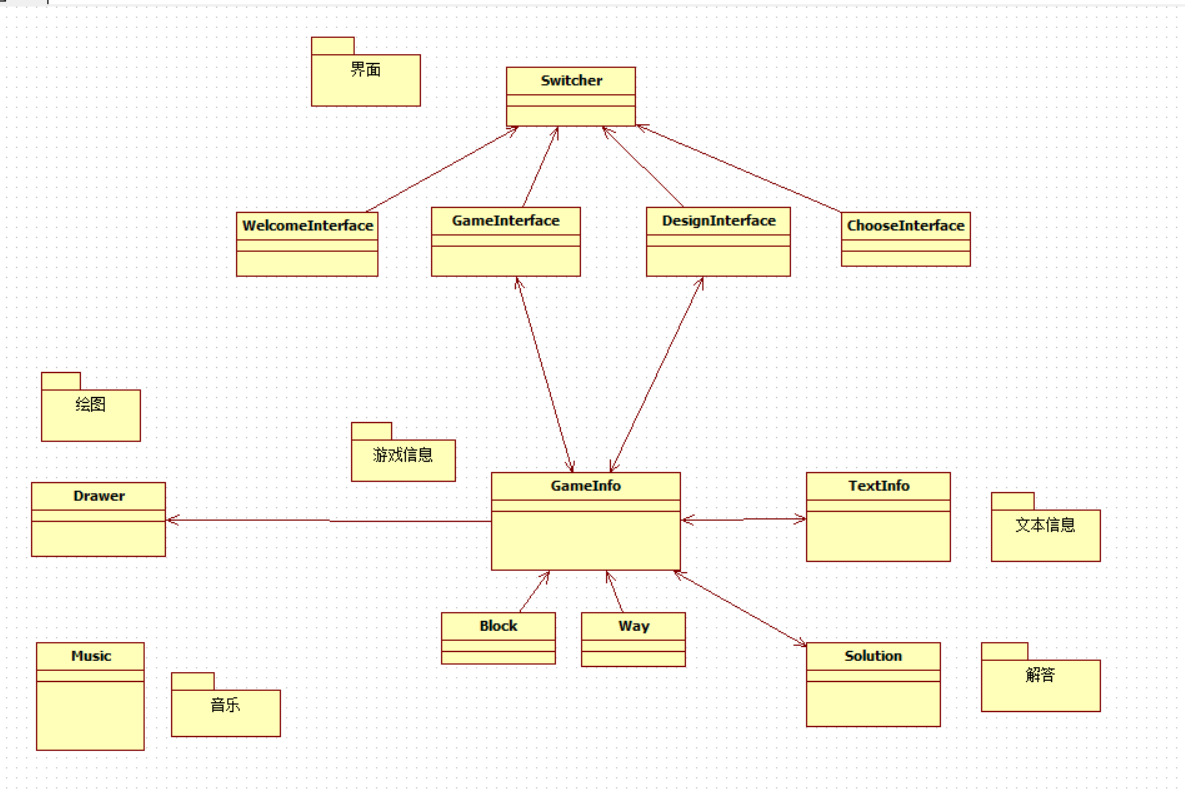 界面
Switcher
WelcomeInterface
GameInterface
DesignInterface
ChooseInterface
绘图
游戏信息
Drawer
GameInfo
TextInfo
文本信息
Block
Way
Music
Solution
音乐
解答